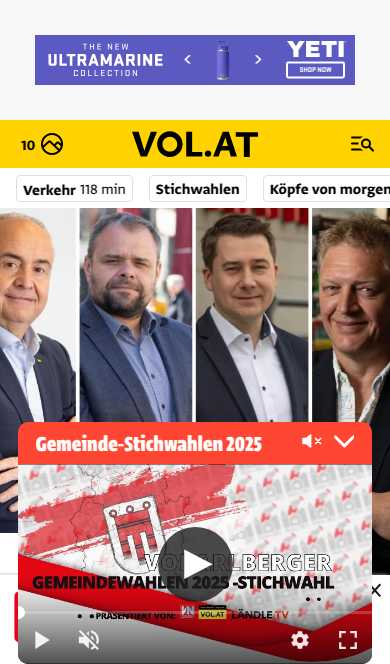 THE NEW
ULTRAMARINE
COLLECTION
YETI
SHOP NOW
10
VOL.AT
Verkehr 118 min
Stichwahlen
Köpfe von morgen
Gemeinde-Stichwahlen 2025
VORARLBERGER
GEMEINDEWAHLEN 2025 -STICHWAHL
PRÄSENTIERT VON:
VOL.AT
LÄNDLE TV